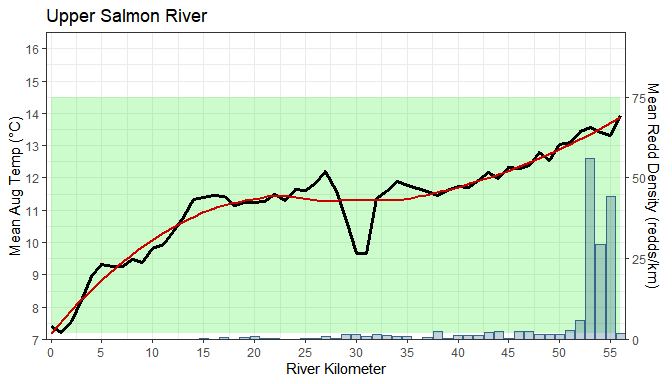 Upper Salmon River
16
15
14
13
12
11
10
9
8
7
Mean Aug Temp (°C)
75
50
25
0
Mean Redd Density (redds/km)
0 5 10 15 20 25 30 35 40 45 50 55
River Kilometer